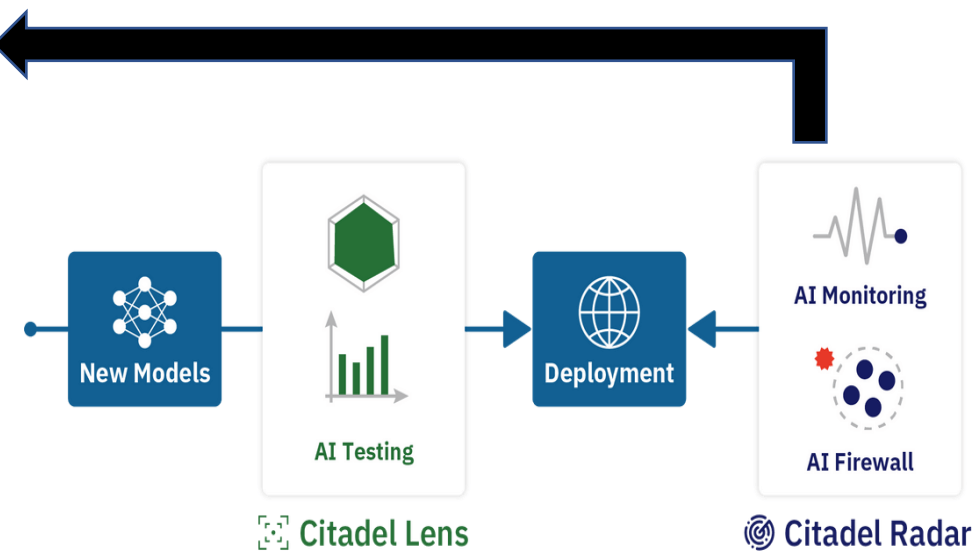 New Models
AI Testing
Citadel Lens
Deployment
AI Monitoring
AI Firewall
Citadel Radar